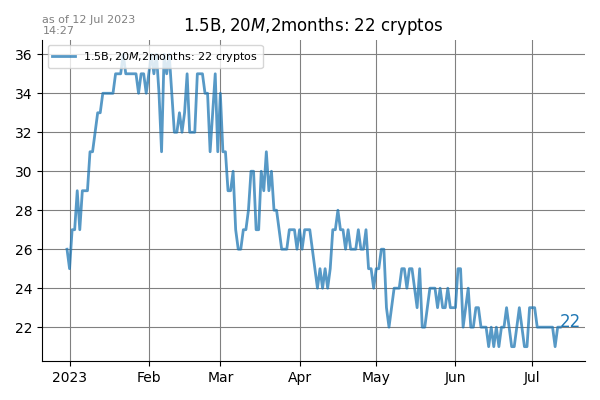 as of 12 Jul 2023
14:27
1.5B, 20M, 2months: 22 cryptos
1.5B, 20M, 2months: 22 cryptos
36
34
32
30
28
26
24
22
22
2023 Feb Mar Apr May Jun Jul